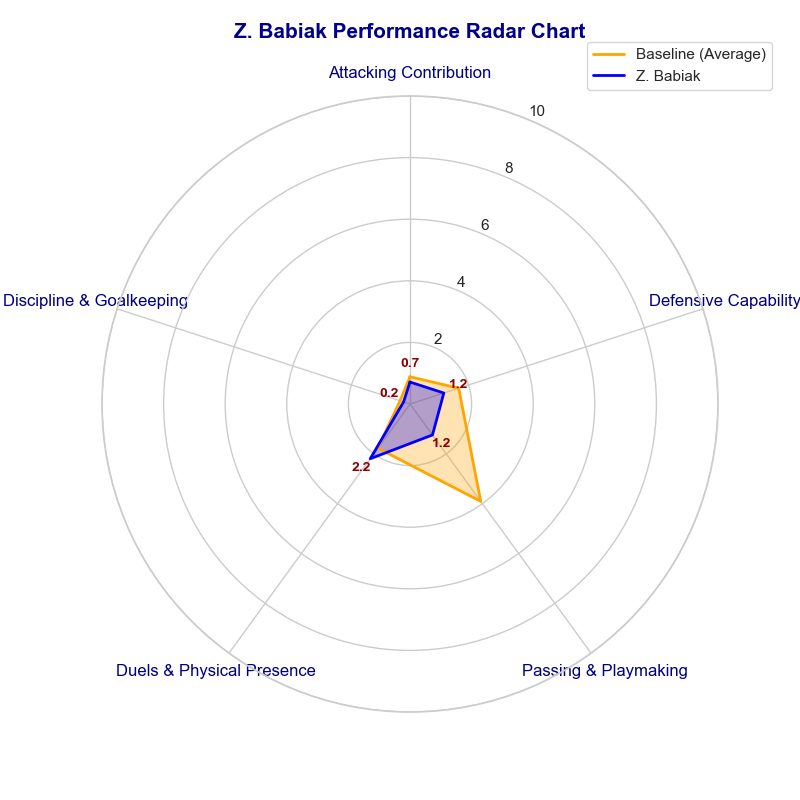 Z. Babiak Performance Radar Chart
Baseline (Average)
Z. Babiak
Attacking Contribution
10
8
6
4
2
Discipline & Goalkeeping
Defensive Capability
0.7
1.2
0.2
1.2
2.2
Duels & Physical Presence
Passing & Playmaking